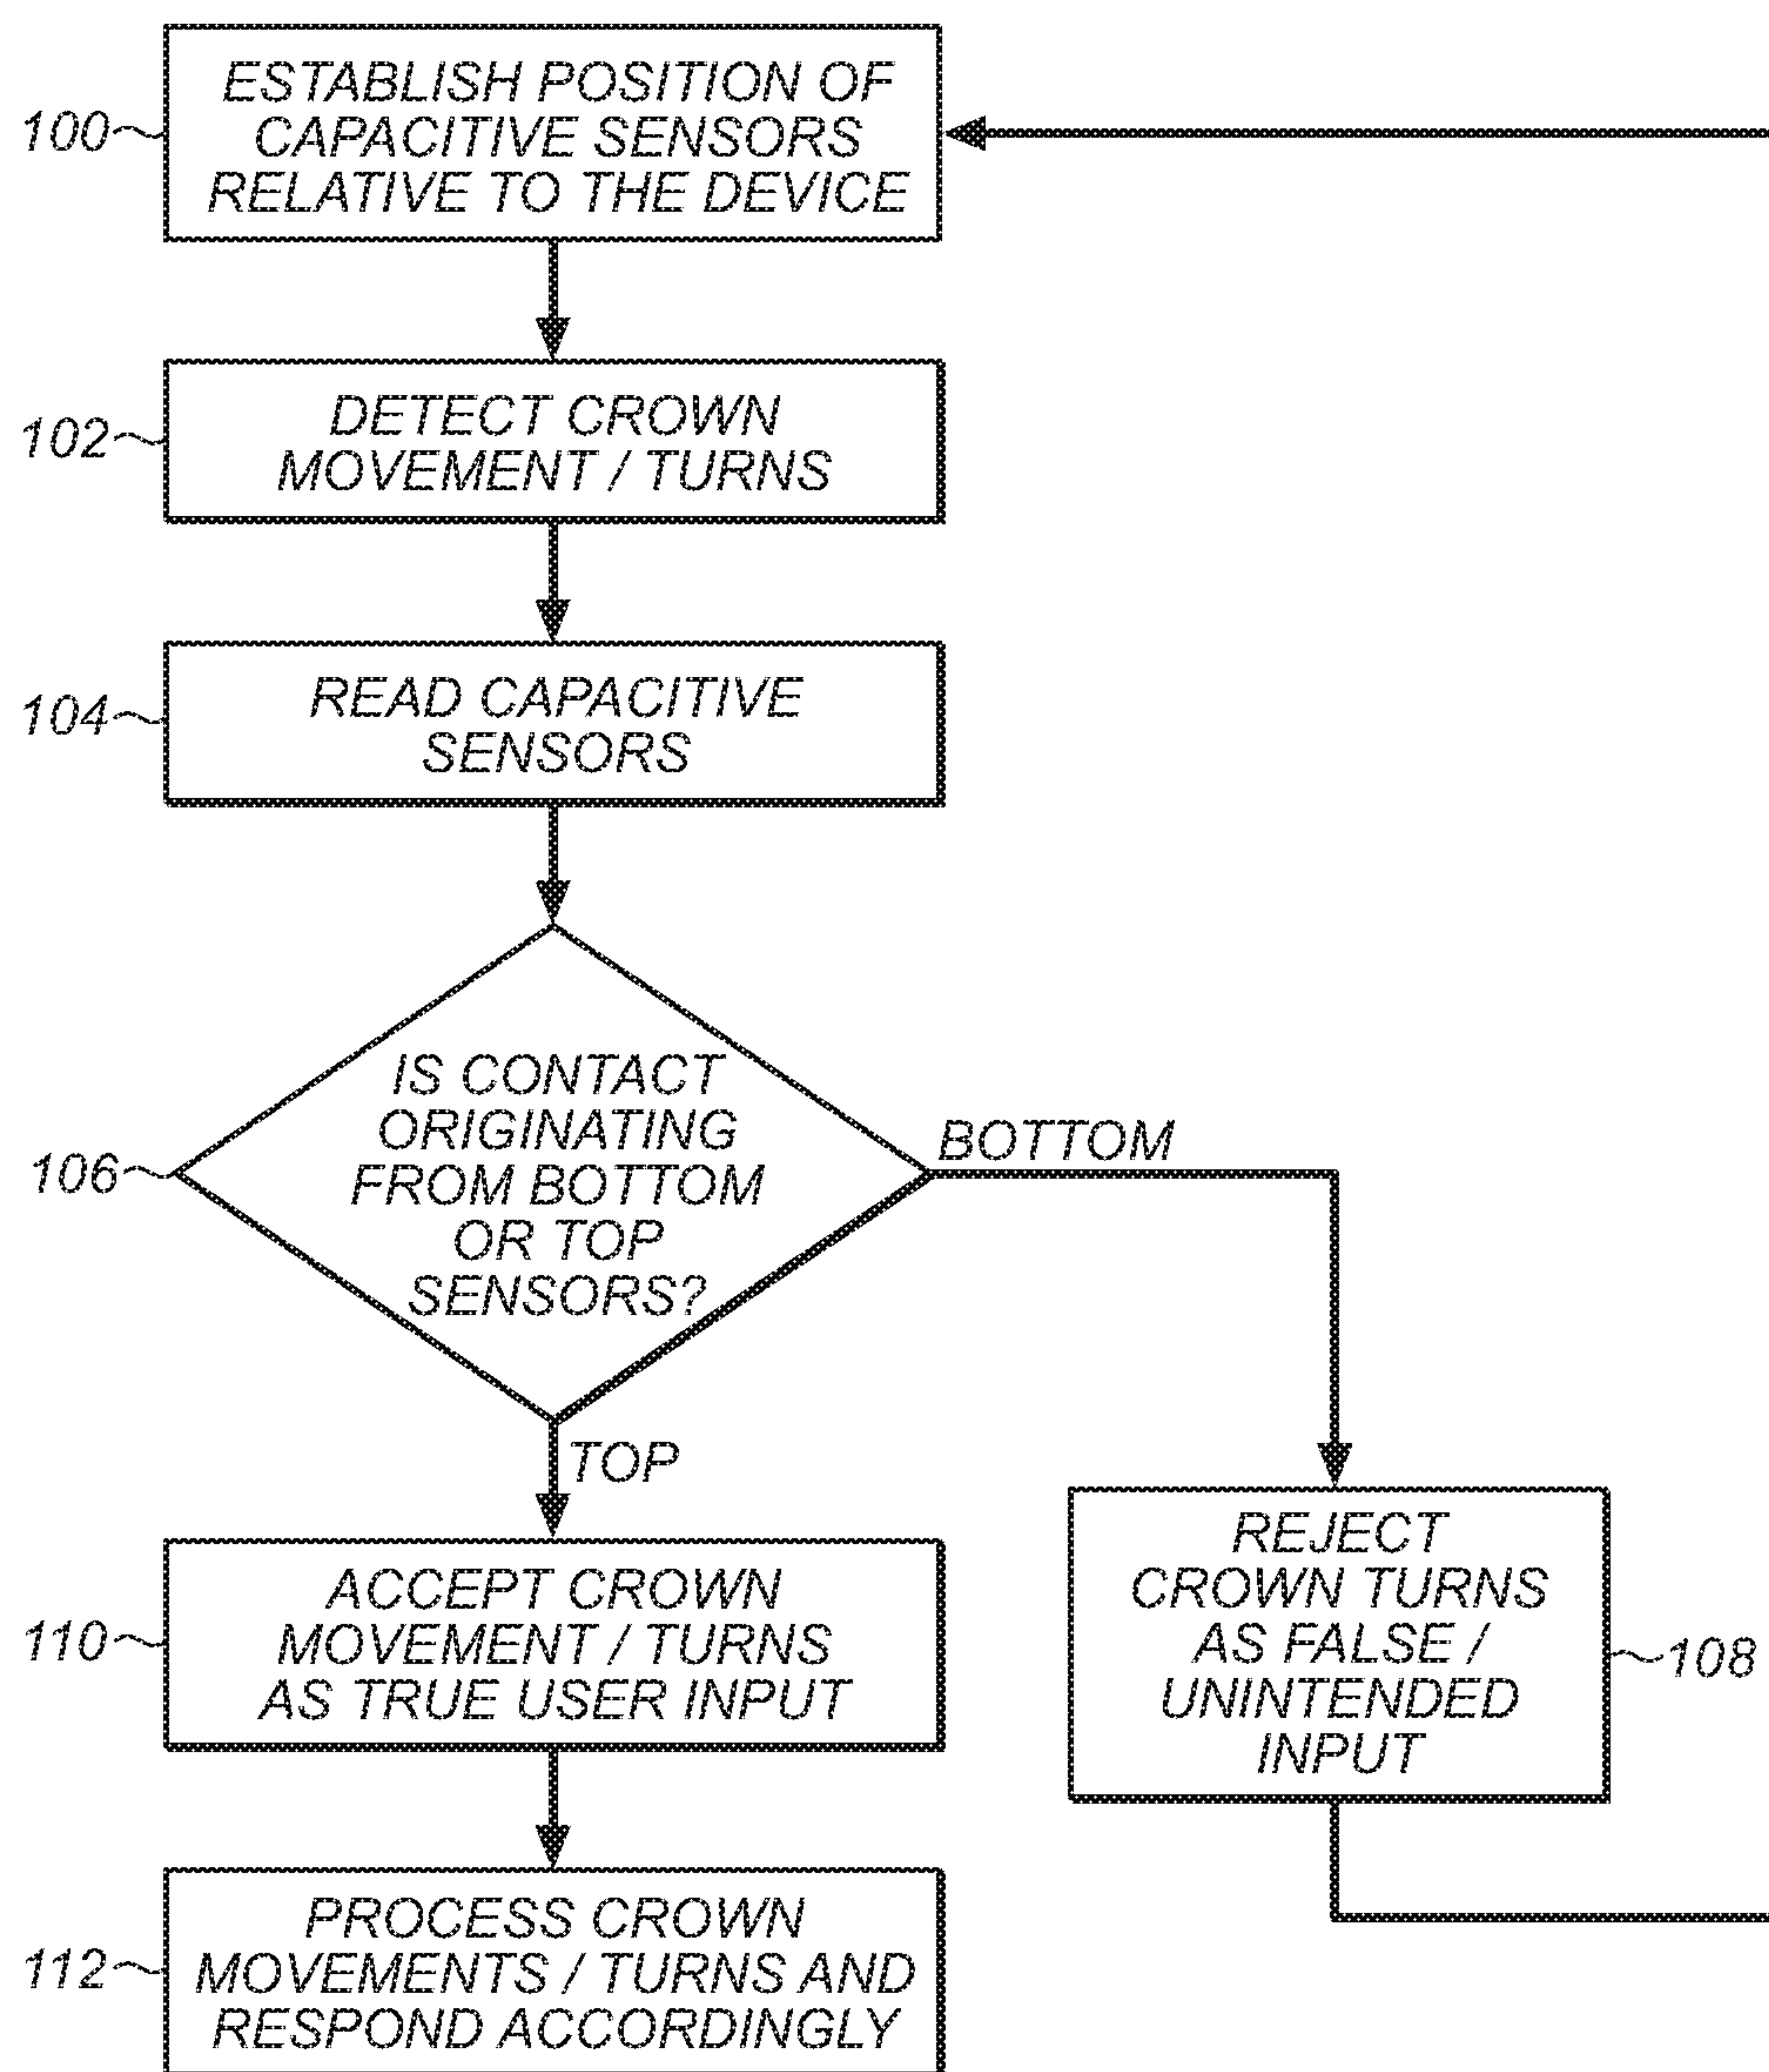 100
ESTABLISH POSITION OF
CAPACITIVE SENSORS
RELATIVE TO THE DEVICE
102
DETECT CROWN
MOVEMENT / TURNS
104
READ CAPACITIVE
SENSORS
106
IS CONTACT
ORIGINATING
FROM BOTTOM
OR TOP
SENSORS?
BOTTOM
TOP
REJECT
CROWN TURNS
AS FALSE /
UNINTENDED
INPUT
108
110
ACCEPT CROWN
MOVEMENT / TURNS
AS TRUE USER INPUT
112
PROCESS CROWN
MOVEMENTS / TURNS AND
RESPOND ACCORDINGLY